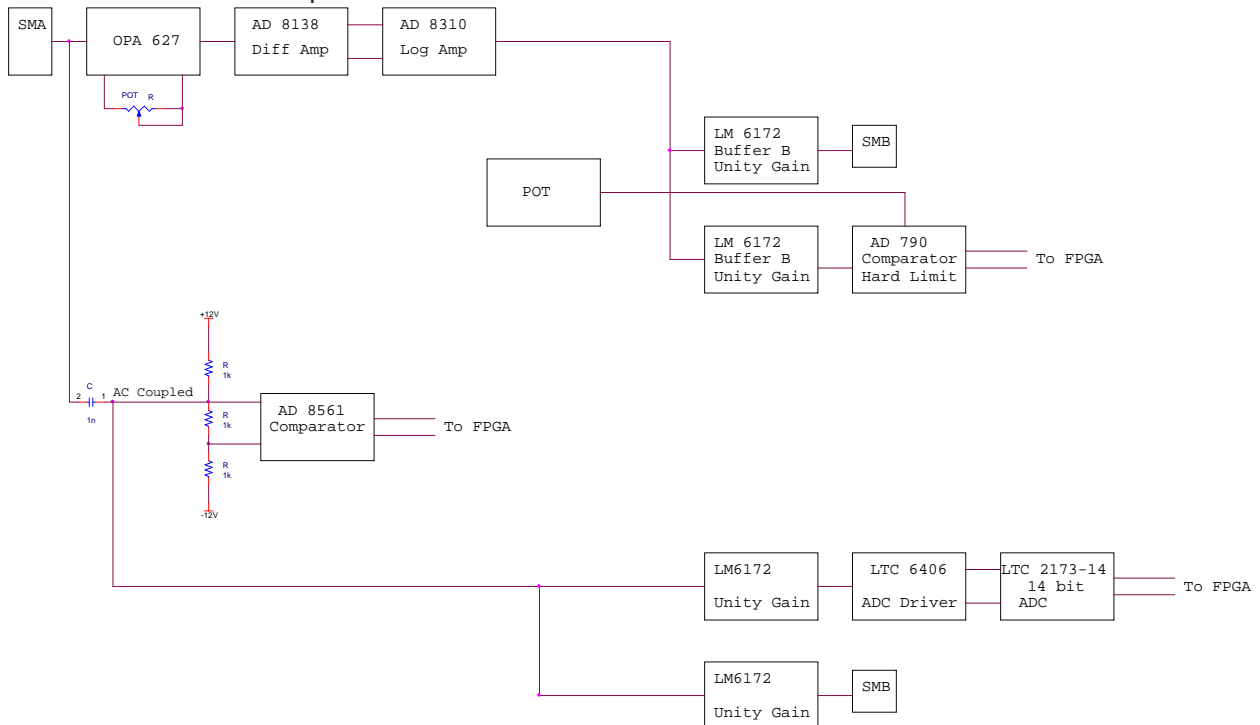 SMA
OPA 627
AD 8138
Diff Amp
AD 8310
Log Amp
POT R
LM 6172
Buffer B
Unity Gain
SMB
POT
LM 6172
Buffer B
Unity Gain
AD 790
Comparator
Hard Limit
To FPGA
+12V
R
1k
C
2 1
1n
AC Coupled
R
1k
R
1k
-12V
AD 8561
Comparator
To FPGA
LM6172
Unity Gain
LTC 6406
ADC Driver
LTC 2173-14
14 bit
ADC
To FPGA
LM6172
Unity Gain
SMB